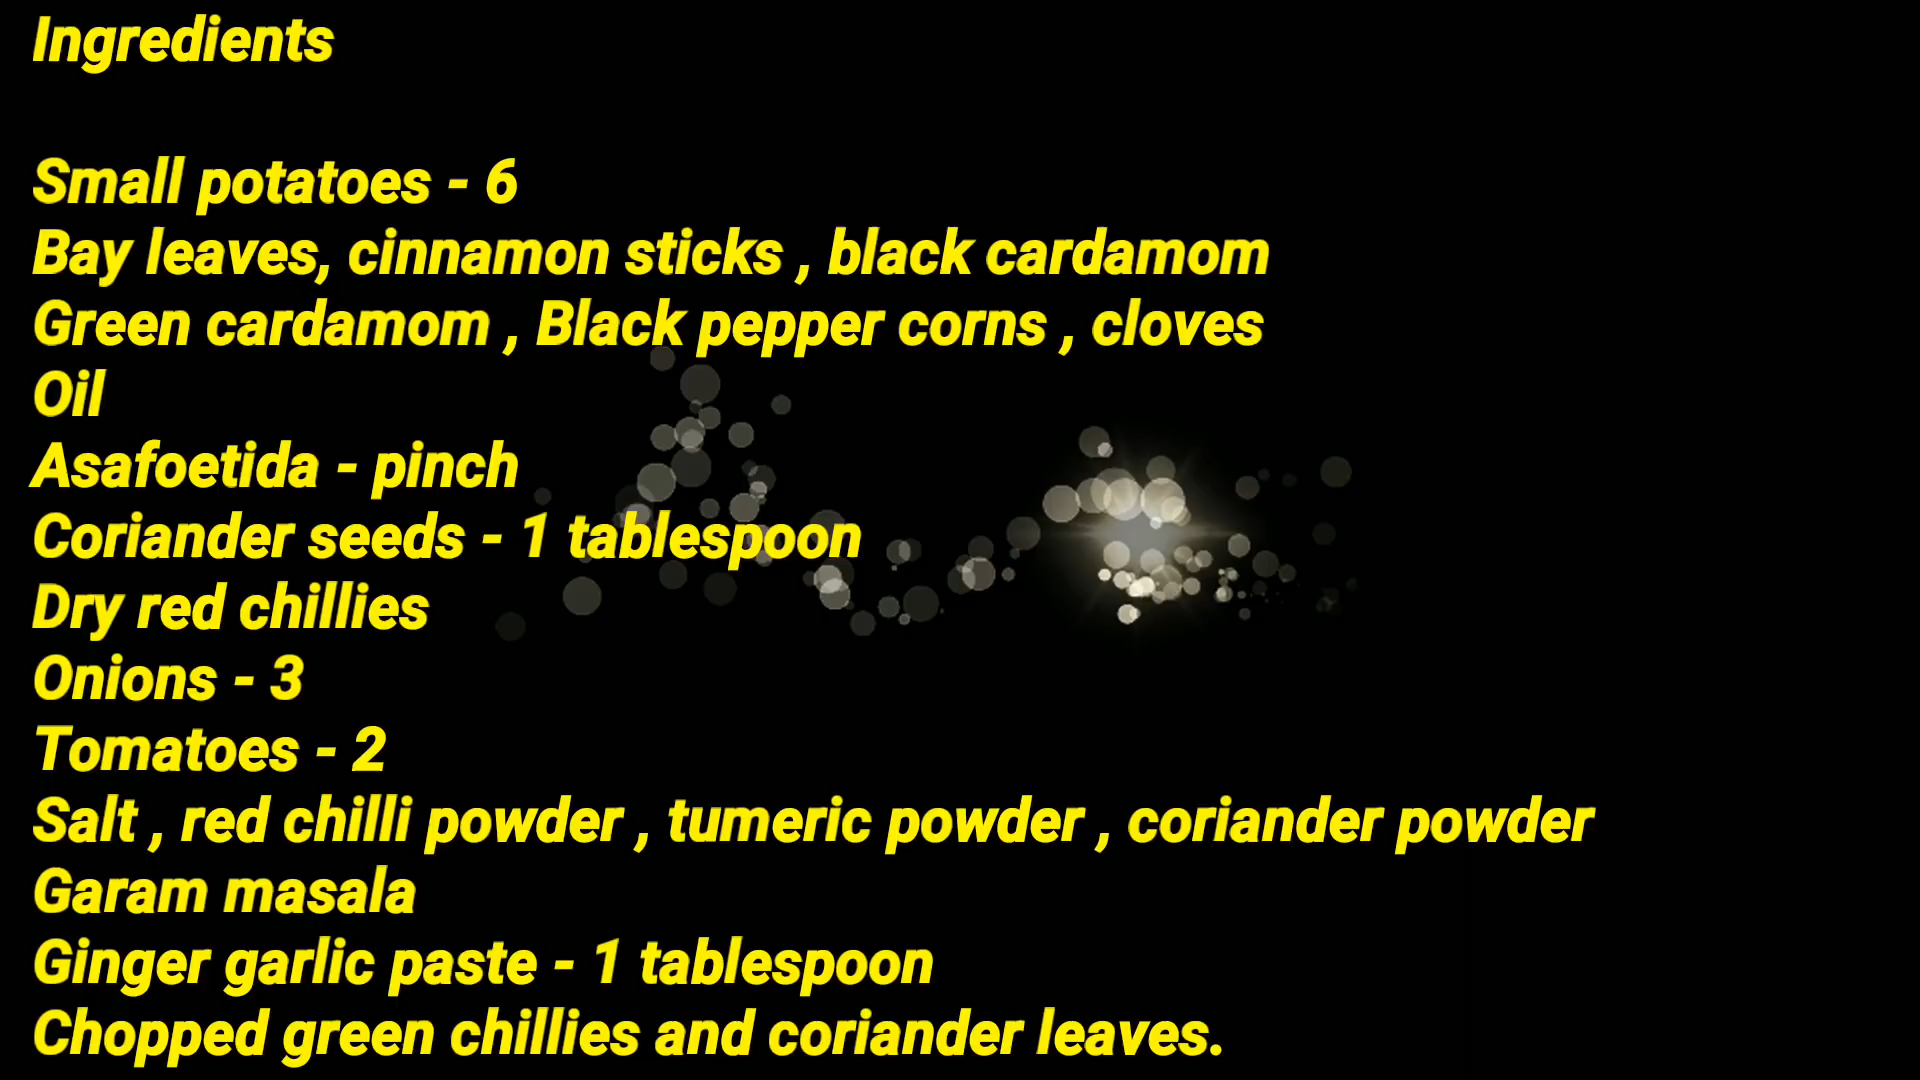 Ingredients
Small potatoes - 6
Bay leaves, cinnamon sticks , black cardamom
Green cardamom , Black pepper corns , cloves
Oil
Asafoetida - pinch
Coriander seeds - 1 tablespoon
Dry red chillies
Onions - 3
Tomatoes - 2
Salt , red chilli powder , tumeric powder , coriander powder
Garam masala
Ginger garlic paste - 1 tablespoon
Chopped green chillies and coriander leaves.